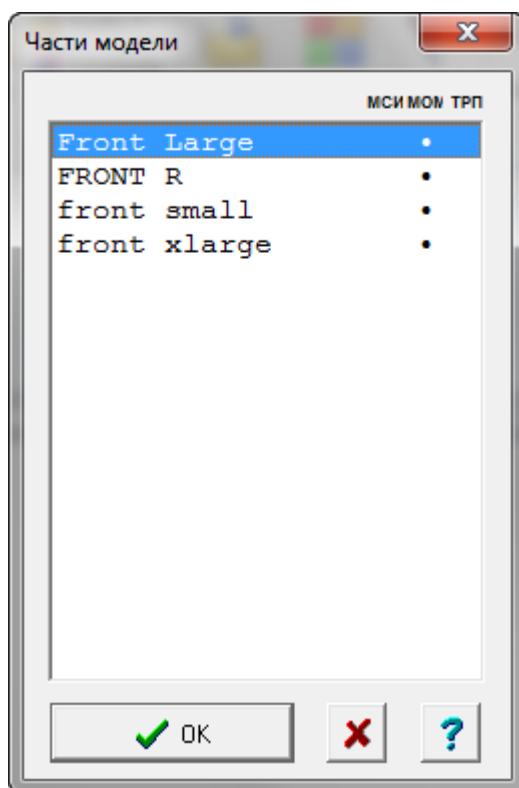 Части модели
МСИ МОМ ТРП
Front Large •
FRONT R •
front small •
front xlarge •
OK
?